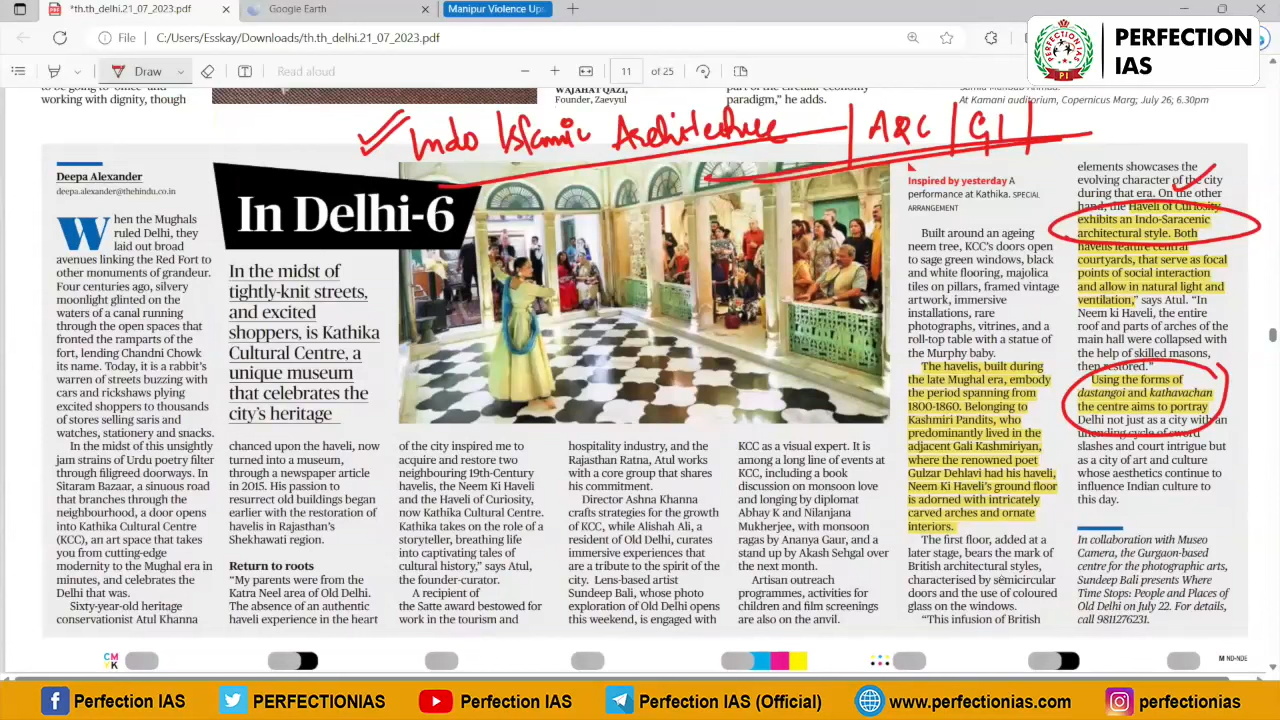 *th.th_delhi.21_07_2023.pdf
Google Earth
Manipur Violence Ups
File
C:/Users/Esskay/Downloads/th.th_delhi.21_07_2023.pdf
PERFECTION
IAS
Draw
Read aloud
11
of 25
working with dignity, though
WAJAHAT QAZI,
Founder, Zaevyul
paradigm,” he adds.
At Kamani auditorium, Copernicus Marg; July 26, 6.30pm
Indo Islamic Architecture
A&C
GI
Deepa Alexander
deepa.alexander@thehindu.co.in
When the Mughals
ruled Delhi, they
laid out broad
avenues linking the Red Fort to
other monuments of grandeur.
Four centuries ago, silvery
moonlight glinted on the
waters of a canal running
through the open spaces that
fronted the ramparts of the
fort, lending Chandni Chowk
its name. Today, it is a rabbit’s
warren of streets buzzing with
cars and rickshaws plying
excited shoppers to thousands
of stores selling saris and
watches, stationery and snacks.
In the midst of this unsightly
jam strains of Urdu poetry filter
through filigreed doorways. In
Sitaram Bazaar, a sinuous road
that branches through the
neighbourhood, a door opens
into Kathika Cultural Centre
(KCC), an art space that takes
you from cutting-edge
modernity to the Mughal era in
minutes, and celebrates the
Delhi that was.
Sixty-year-old heritage
conservationist Atul Khanna
In Delhi-6
In the midst of
tightly-knit streets,
and excited
shoppers, is Kathika
Cultural Centre, a
unique museum
that celebrates the
city’s heritage
chanced upon the haveli, now
turned into a museum,
through a newspaper article
in 2015. His passion to
resurrect old buildings began
earlier with the restoration of
havelis in Rajasthan’s
Shekhawati region.
Return to roots
“My parents were from the
Katra Neel area of Old Delhi.
The absence of an authentic
haveli experience in the heart
of the city inspired me to
acquire and restore two
neighbouring 19th-Century
havelis, the Neem Ki Haveli
and the Haveli of Curiosity,
now Kathika Cultural Centre.
Kathika takes on the role of a
storyteller, breathing life
into captivating tales of
cultural history,” says Atul,
the founder-curator.
A recipient of
the Satte award bestowed for
work in the tourism and
hospitality industry, and the
Rajasthan Ratna, Atul works
with a core group that shares
his commitment.
Director Ashna Khanna
crafts strategies for the growth
of KCC, while Alishah Ali, a
resident of Old Delhi, curates
immersive experiences that
are a tribute to the spirit of the
city. Lens-based artist
Sundeep Bali, whose photo
exploration of Old Delhi opens
this weekend, is engaged with
KCC as a visual expert. It is
among a long line of events at
KCC, including a book
discussion on monsoon love
and longing by diplomat
Abhay K and Nilanjana
Mukherjee, with monsoon
ragas by Ananya Gaur, and a
stand up by Akash Sehgal over
the next month.
Artisan outreach
programmes, activities for
children and film screenings
are also on the anvil.
Inspired by yesterday A
performance at Kathika. SPECIAL
ARRANGEMENT
Built around an ageing
neem tree, KCC’s doors open
to sage green windows, black
and white flooring, majolica
tiles on pillars, framed vintage
artwork, immersive
installations, rare
photographs, vitrines, and a
roll-top table with a statue of
the Murphy baby.
The havelis, built during
the late Mughal era, embody
the period spanning from
1800-1860. Belonging to
Kashmiri Pandits, who
predominantly lived in the
adjacent Gali Kashmiriyan,
where the renowned poet
Gulzar Dehlavi had his haveli,
Neem Ki Haveli’s ground floor
is adorned with intricately
carved arches and ornate
interiors.
The first floor, added at a
later stage, bears the mark of
British architectural styles,
characterised by semicircular
doors and the use of coloured
glass on the windows.
“This infusion of British
elements showcases the
evolving character of the city
during that era. On the other
hand, the Haveli of Curiosity
exhibits an Indo-Saracenic
architectural style. Both
havelis feature central
courtyards, that serve as focal
points of social interaction
and allow in natural light and
ventilation,” says Atul. “In
Neem ki Haveli, the entire
roof and parts of arches of the
main hall were collapsed with
the help of skilled masons,
then restored.”
Using the forms of
dastangoi and kathavachan
the centre aims to portray
Delhi not just as a city with an
unending cycle of sword
slashes and court intrigue but
as a city of art and culture
whose aesthetics continue to
influence Indian culture to
this day.
In collaboration with Museo
Camera, the Gurgaon-based
centre for the photographic arts,
Sundeep Bali presents Where
Time Stops: People and Places of
Old Delhi on July 22. For details,
call 9811276231.
CM
YK
M ND-NDE
Perfection IAS
PERFECTIONIAS
Perfection IAS
Perfection IAS (Official)
www.perfectionias.com
perfectionias